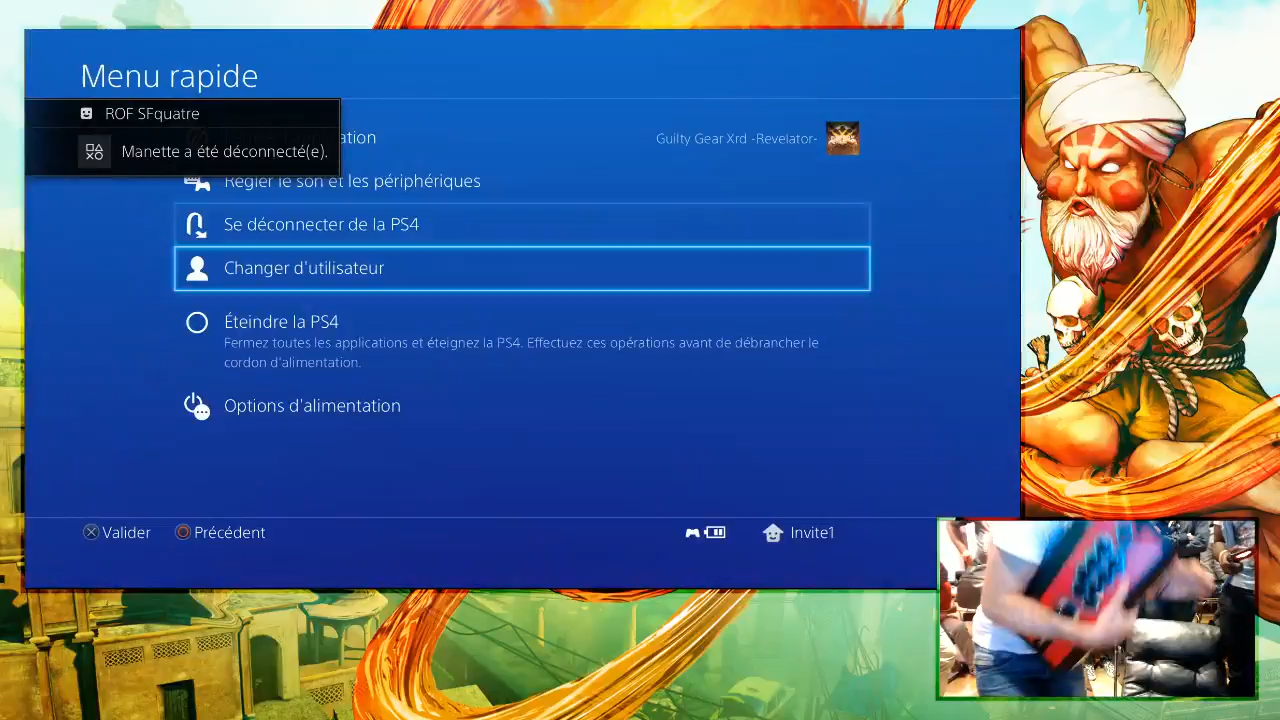 Menu rapide
ROF SFquatre
Manette a été déconnecté(e).
ation
Guilty Gear Xrd -Revelator-
Régler le son et les périphériques
Se déconnecter de la PS4
Changer d'utilisateur
Éteindre la PS4
Fermez toutes les applications et éteignez la PS4. Effectuez ces opérations avant de débrancher le
cordon d'alimentation.
Options d'alimentation
Valider
Précédent
Invite1